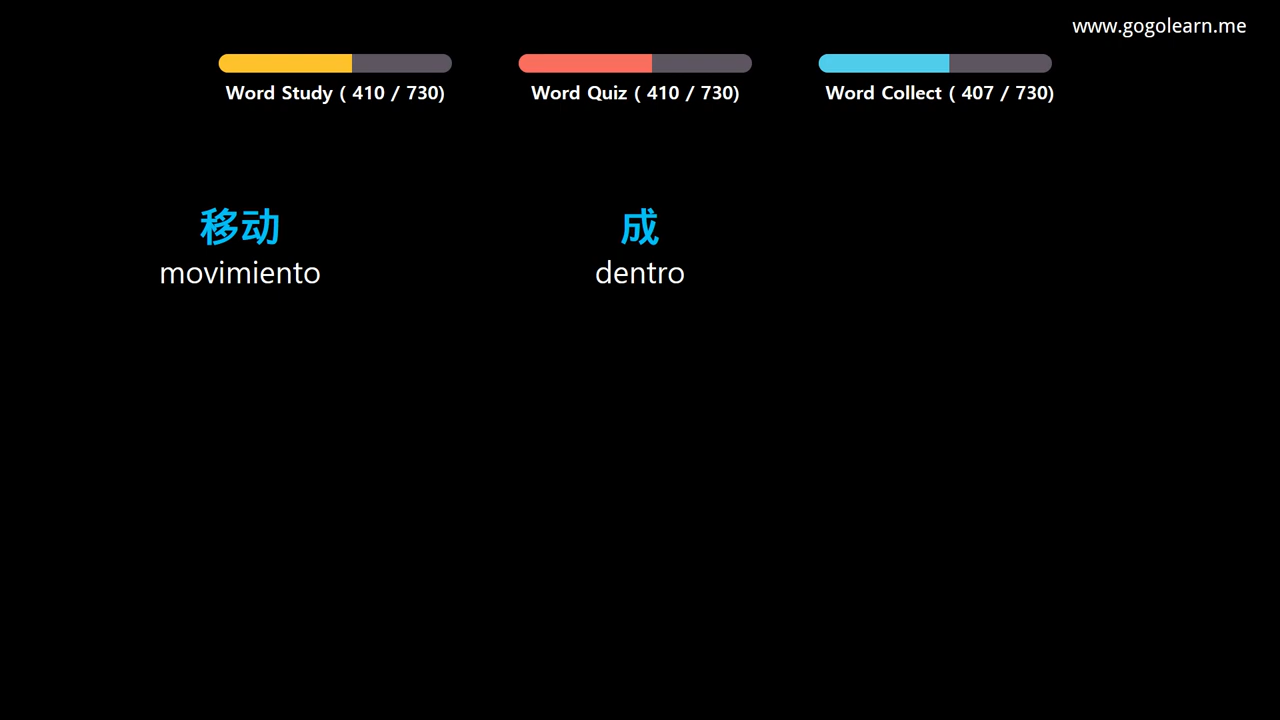 www.gogolearn.me
Word Study ( 410 / 730)
Word Quiz ( 410 / 730)
Word Collect ( 407 / 730)
移动
movimiento
成
dentro